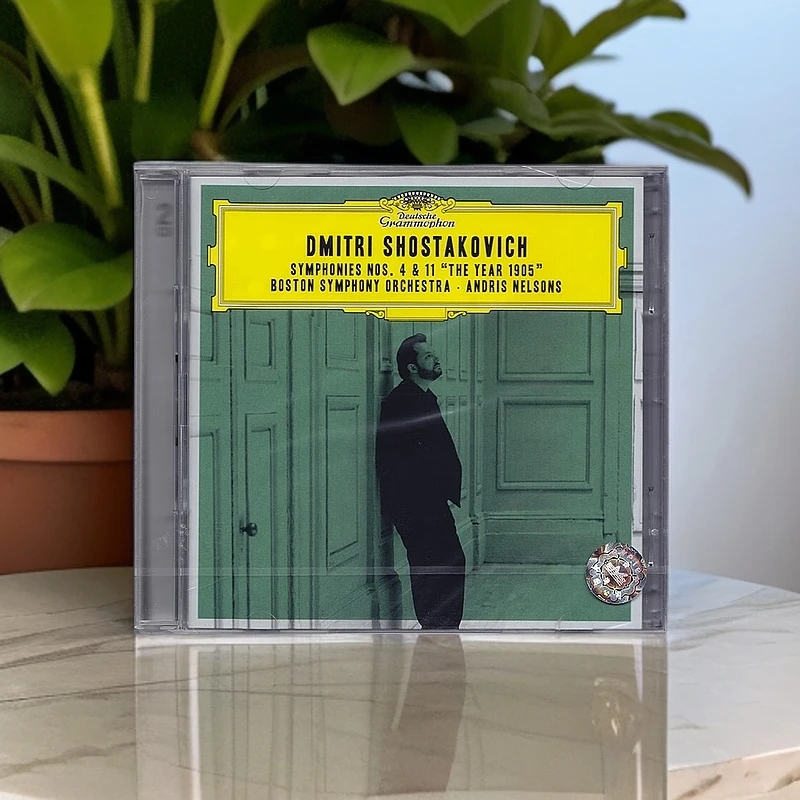 Deutsche
Grammophon
DMITRI SHOSTAKOVICH
SYMPHONIES NOS. 4 & 11 “THE YEAR 1905”
BOSTON SYMPHONY ORCHESTRA · ANDRIS NELSONS